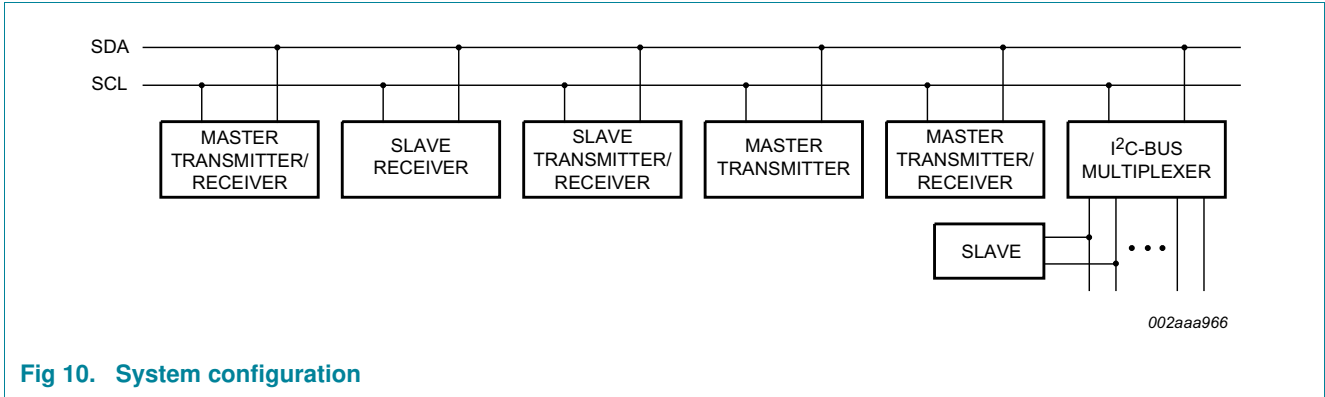 SDA
SCL
MASTER
TRANSMITTER/
RECEIVER
SLAVE
RECEIVER
SLAVE
TRANSMITTER/
RECEIVER
MASTER
TRANSMITTER
MASTER
TRANSMITTER/
RECEIVER
I²C-BUS
MULTIPLEXER
SLAVE
002aaa966
Fig 10. System configuration